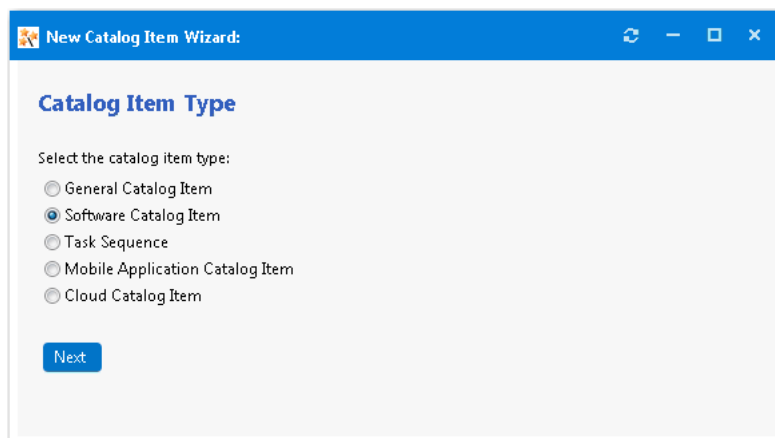 New Catalog Item Wizard:
Catalog Item Type
Select the catalog item type:
General Catalog Item
Software Catalog Item
Task Sequence
Mobile Application Catalog Item
Cloud Catalog Item
Next